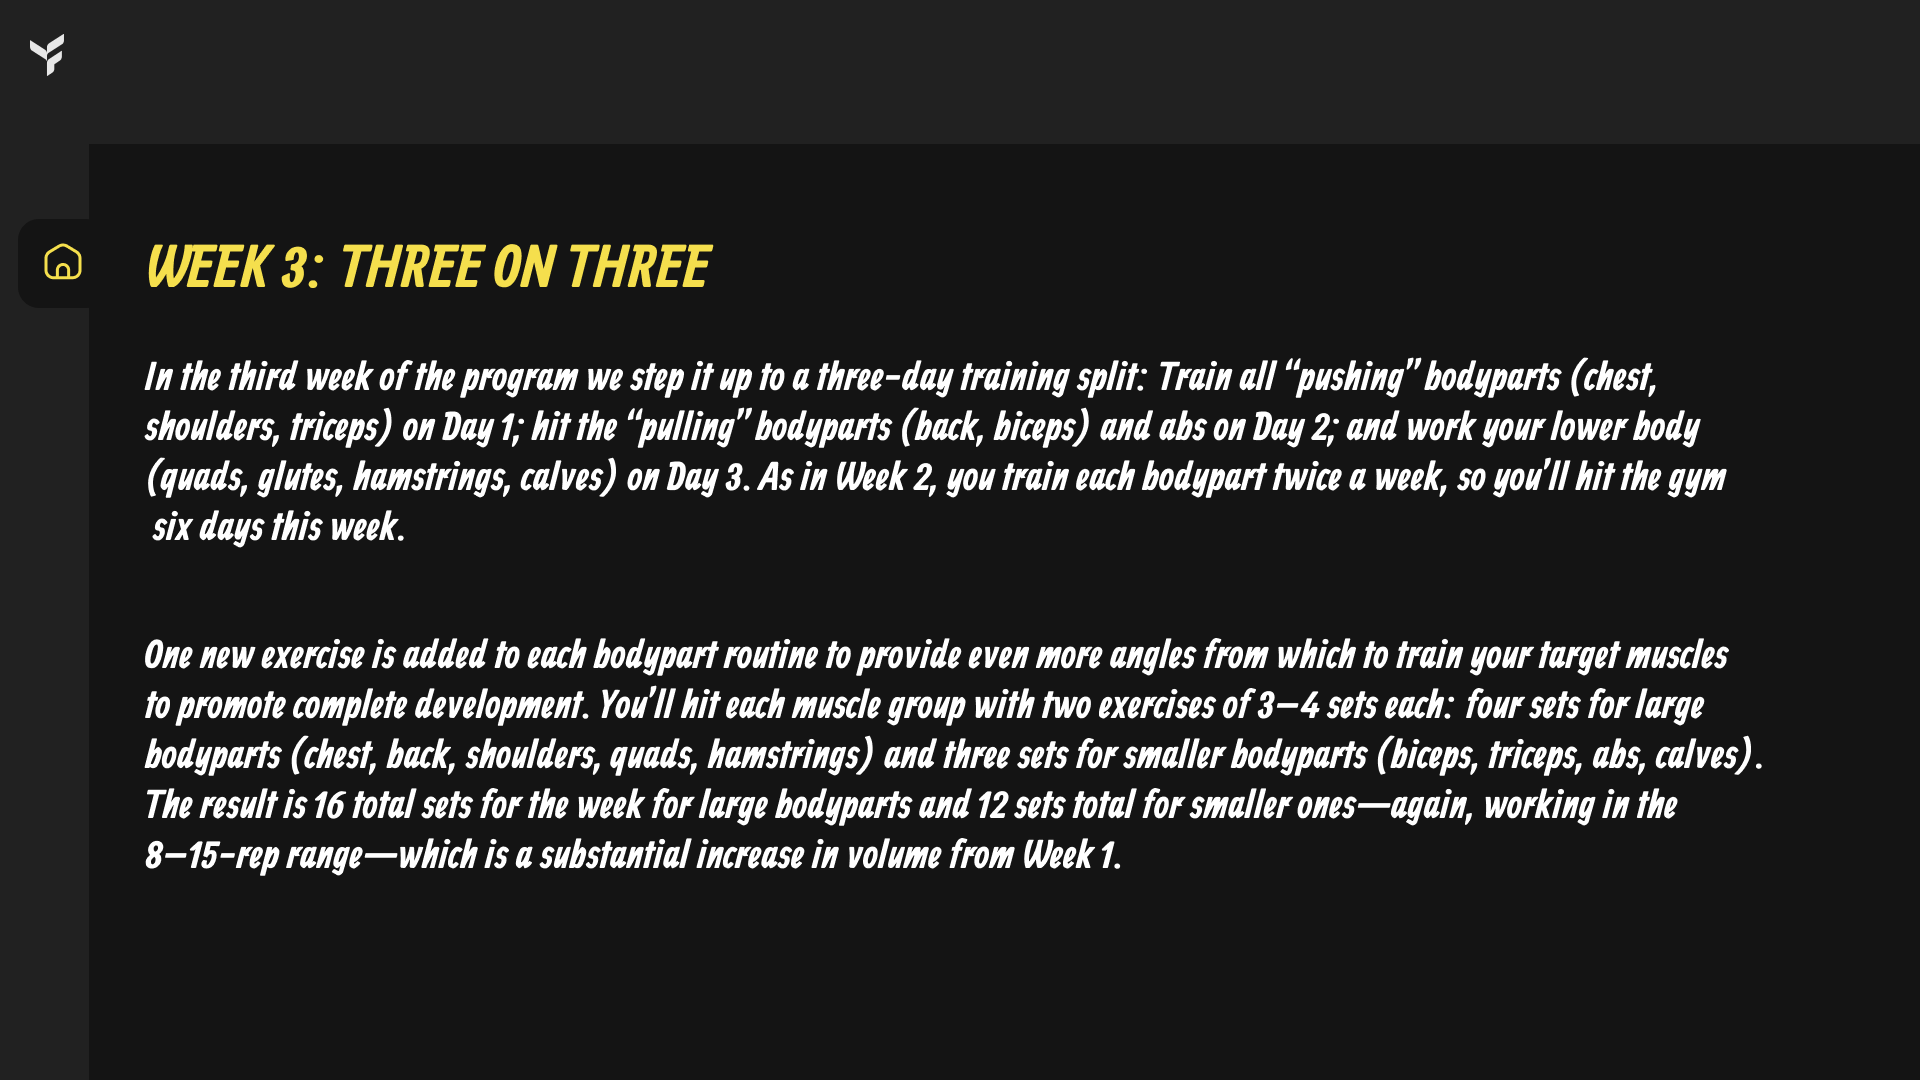 WEEK 3: THREE ON THREE
In the third week of the program we step it up to a three-day training split: Train all “pushing” bodyparts (chest,
shoulders, triceps) on Day 1; hit the “pulling” bodyparts (back, biceps) and abs on Day 2; and work your lower body
(quads, glutes, hamstrings, calves) on Day 3. As in Week 2, you train each bodypart twice a week, so you’ll hit the gym
six days this week.
One new exercise is added to each bodypart routine to provide even more angles from which to train your target muscles
to promote complete development. You’ll hit each muscle group with two exercises of 3–4 sets each: four sets for large
bodyparts (chest, back, shoulders, quads, hamstrings) and three sets for smaller bodyparts (biceps, triceps, abs, calves).
The result is 16 total sets for the week for large bodyparts and 12 sets total for smaller ones—again, working in the
8–15-rep range—which is a substantial increase in volume from Week 1.